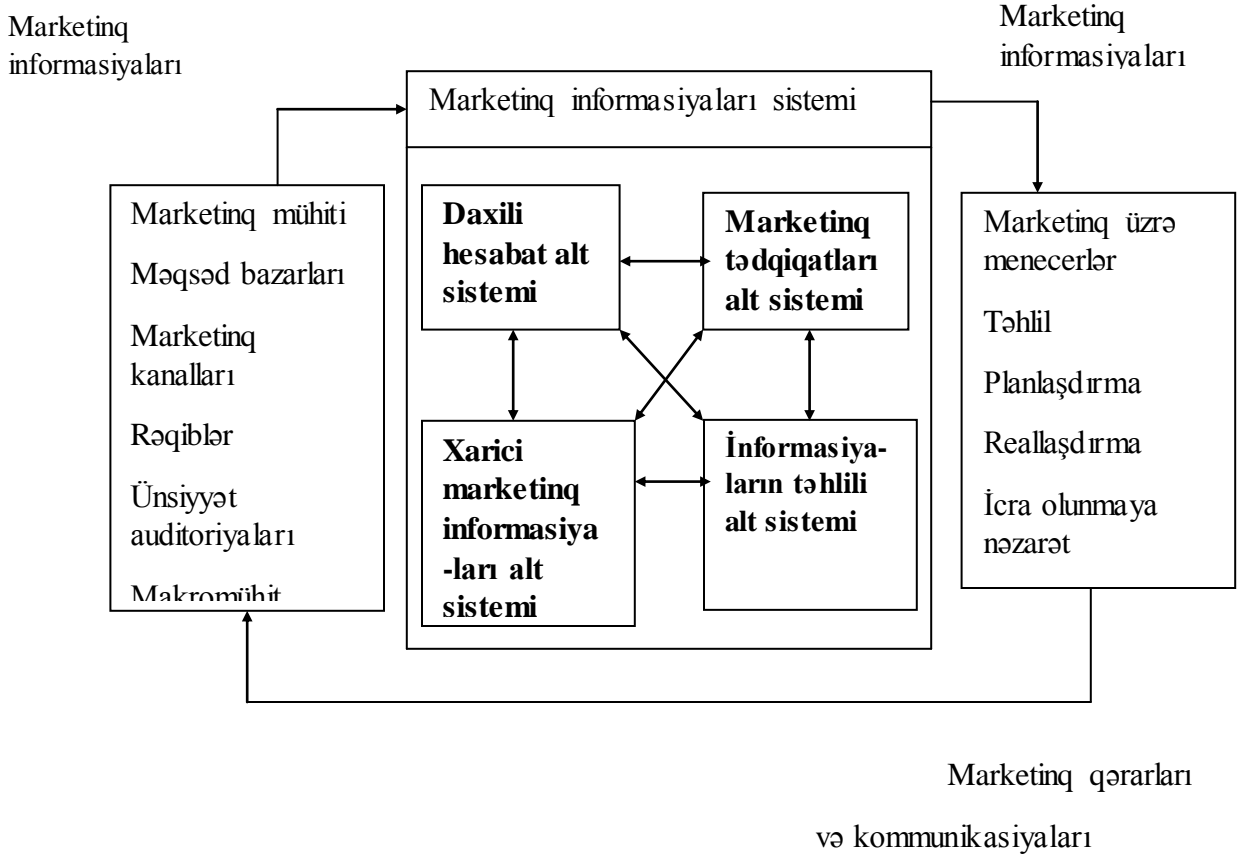 Marketinq
informasiyaları
Marketinq
informasiyaları
Marketinq informasiyaları sistemi
Marketinq mühiti
Məqsəd bazarları
Marketinq
kanalları
Rəqiblər
Ünsiyyət
auditoriyaları
Makromühit
Daxili
hesabat alt
sistemi
Marketinq
tədqiqatları
alt sistemi
Xarici
marketinq
informasiya
-ları alt
sistemi
İnformasiya-
ların təhlili
alt sistemi
Marketinq üzrə
menecerlər
Təhlil
Planlaşdırma
Reallaşdırma
İcra olunmaya
nəzarət
Marketinq qərarları
və kommunikasiyaları